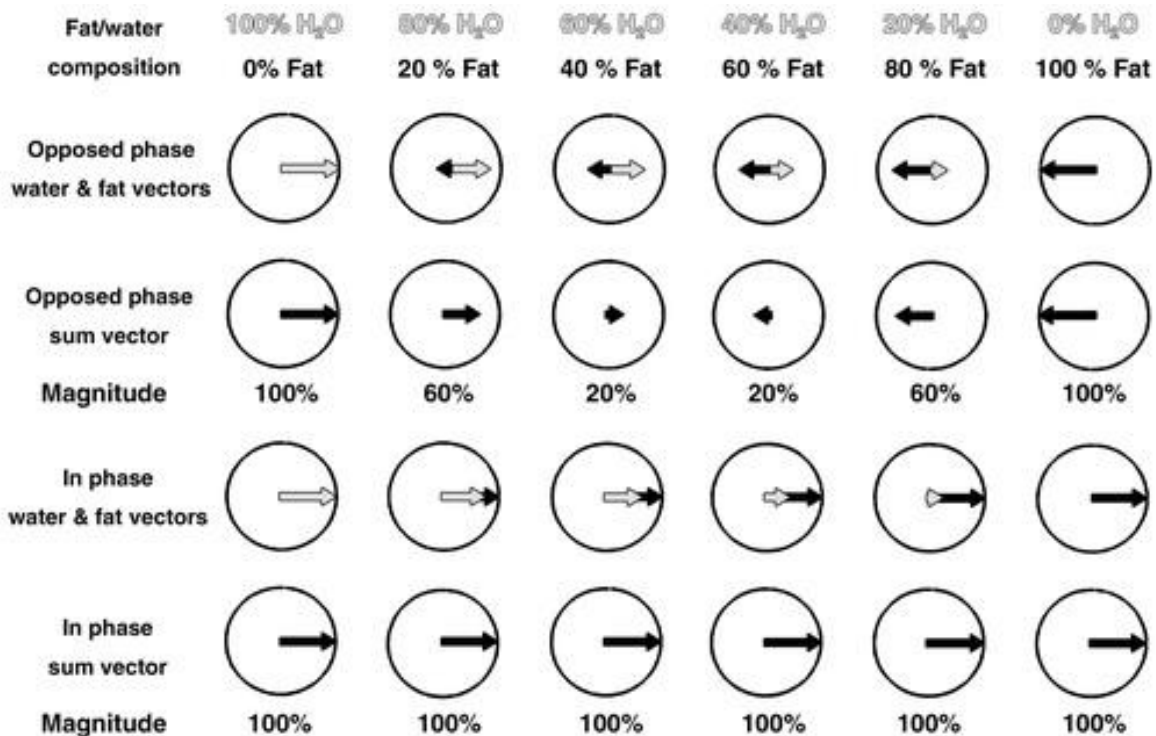 Fat/water composition
100% H₂O 80% H₂O 60% H₂O 40% H₂O 20% H₂O 0% H₂O
0% Fat 20 % Fat 40 % Fat 60 % Fat 80 % Fat 100 % Fat
Opposed phase
water & fat vectors
Opposed phase
sum vector
Magnitude 100% 60% 20% 20% 60% 100%
In phase
water & fat vectors
In phase
sum vector
Magnitude 100% 100% 100% 100% 100% 100%